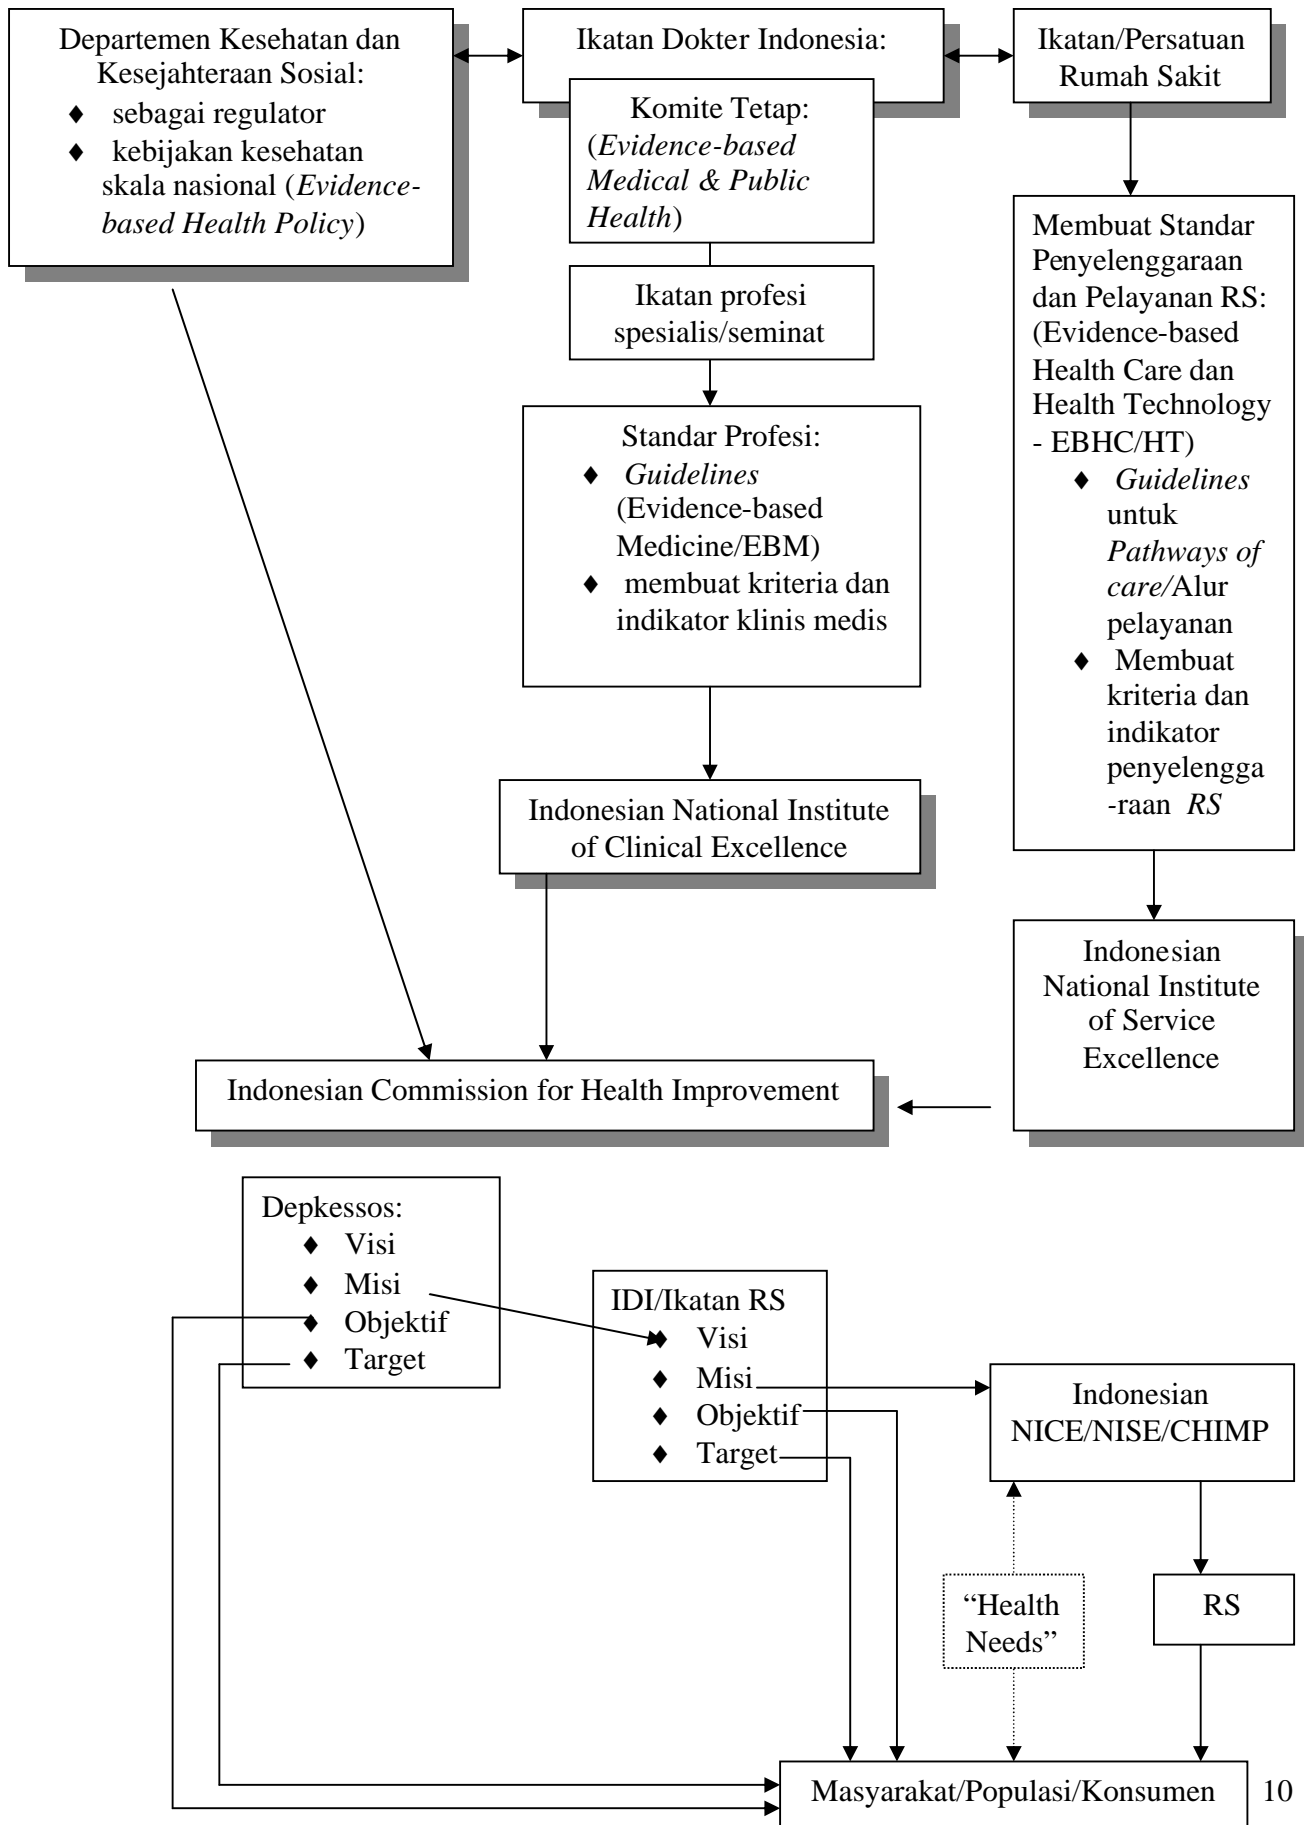 Departemen Kesehatan dan
Kesejahteraan Sosial:
♦ sebagai regulator
♦ kebijakan kesehatan
skala nasional (Evidence-
based Health Policy)
Ikatan Dokter Indonesia:
Komite Tetap:
(Evidence-based
Medical & Public
Health)
Ikatan/Persatuan
Rumah Sakit
Ikatan profesi
spesialis/seminat
Standar Profesi:
♦ Guidelines
(Evidence-based
Medicine/EBM)
♦ membuat kriteria dan
indikator klinis medis
Membuat Standar
Penyelenggaraan
dan Pelayanan RS:
(Evidence-based
Health Care dan
Health Technology
- EBHC/HT)
♦ Guidelines
untuk
Pathways of
care/Alur
pelayanan
♦ Membuat
kriteria dan
indikator
penyelengga
-raan RS
Indonesian National Institute
of Clinical Excellence
Indonesian
National Institute
of Service
Excellence
Indonesian Commission for Health Improvement
Depkessos:
♦ Visi
♦ Misi
♦ Objektif
♦ Target
IDI/Ikatan RS
♦ Visi
♦ Misi
♦ Objektif
♦ Target
Indonesian
NICE/NISE/CHIMP
“Health
Needs”
RS
Masyarakat/Populasi/Konsumen
10